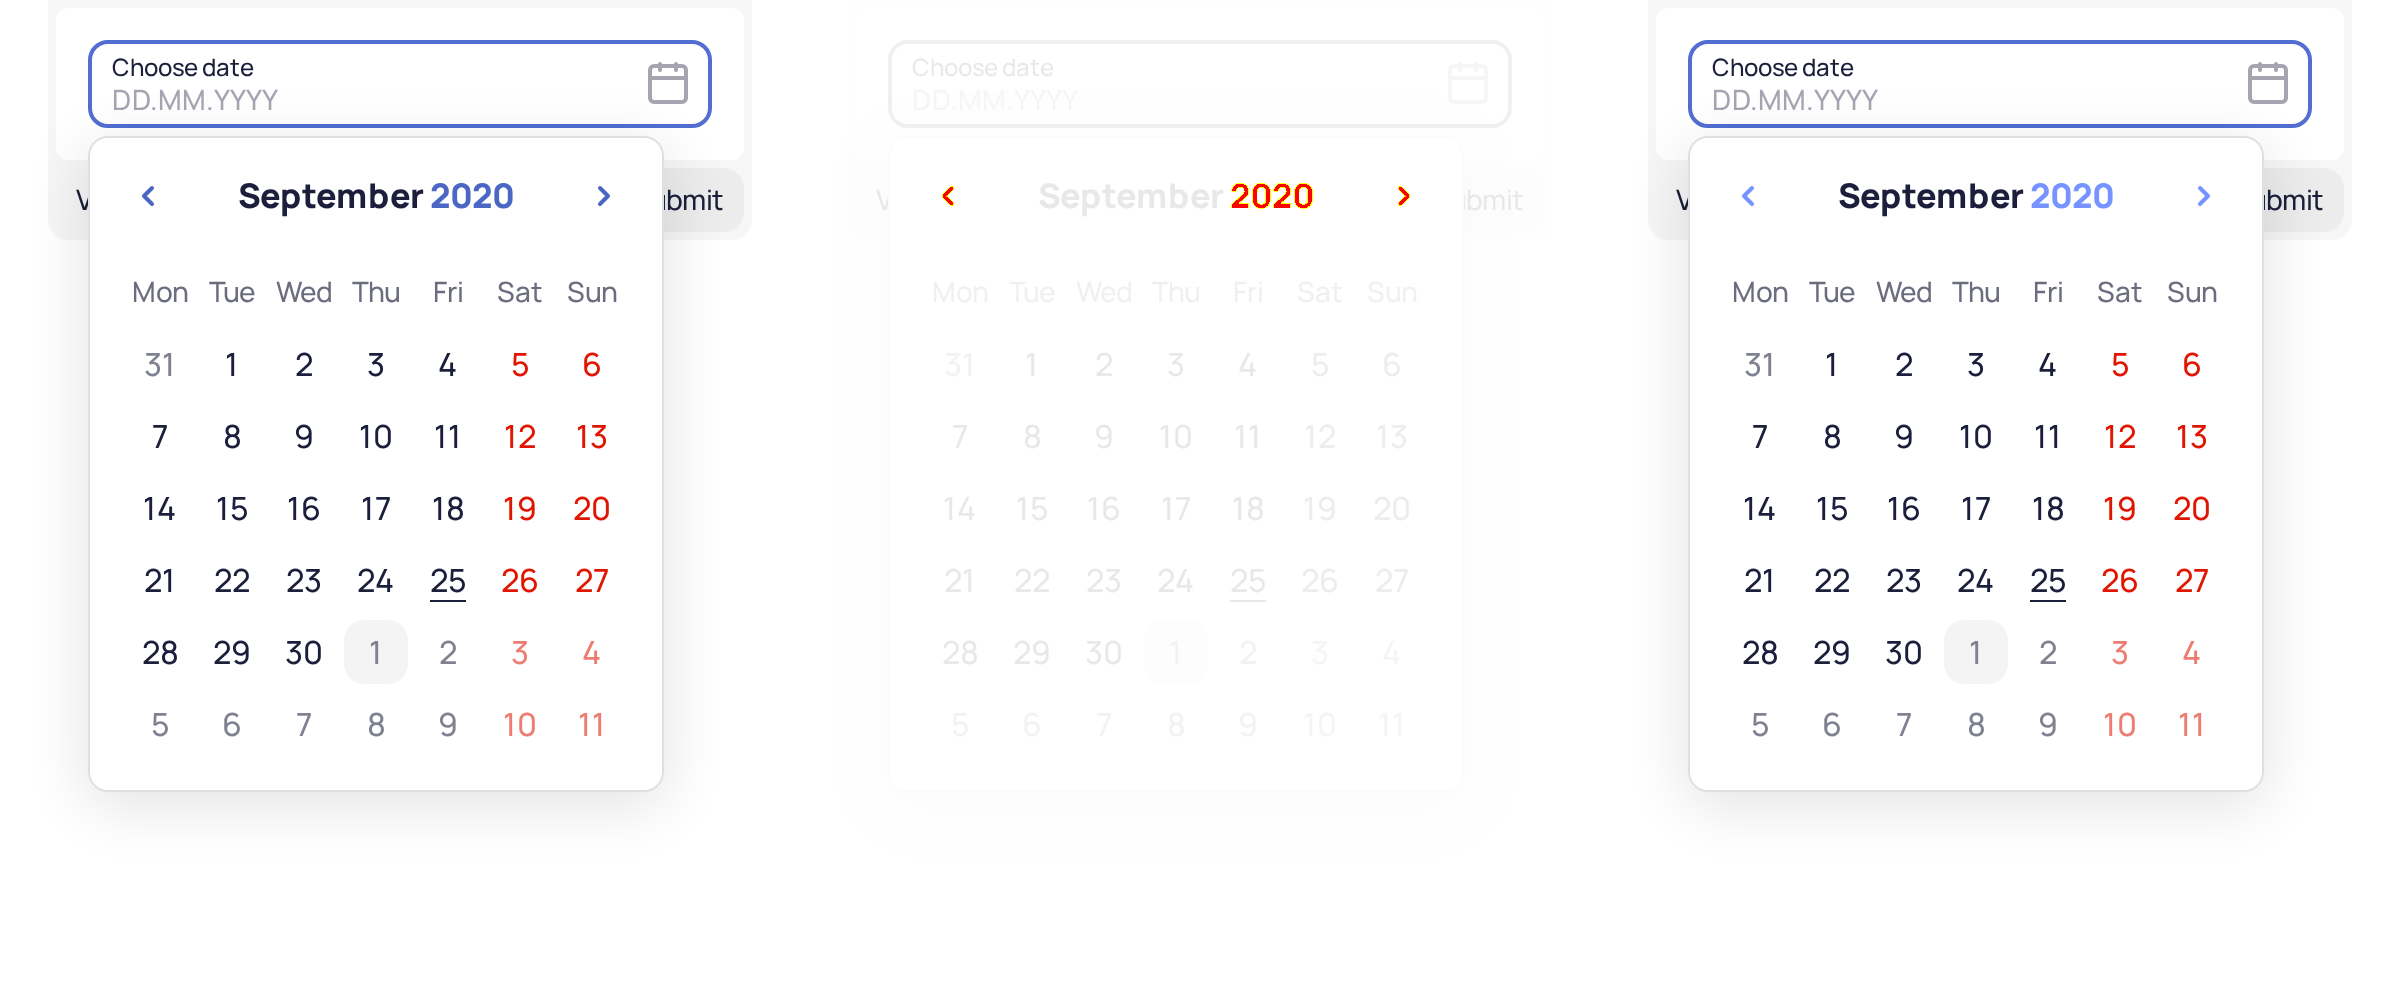 Choose date
DD.MM.YYYY
V
ubmit
September 2020
Mon Tue Wed Thu Fri Sat Sun
31 1 2 3 4 5 6
7 8 9 10 11 12 13
14 15 16 17 18 19 20
21 22 23 24 25 26 27
28 29 30 1 2 3 4
5 6 7 8 9 10 11
Choose date
DD.MM.YYYY
V
ubmit
September 2020
Mon Tue Wed Thu Fri Sat Sun
31 1 2 3 4 5 6
7 8 9 10 11 12 13
14 15 16 17 18 19 20
21 22 23 24 25 26 27
28 29 30 1 2 3 4
5 6 7 8 9 10 11
Choose date
DD.MM.YYYY
V
ubmit
September 2020
Mon Tue Wed Thu Fri Sat Sun
31 1 2 3 4 5 6
7 8 9 10 11 12 13
14 15 16 17 18 19 20
21 22 23 24 25 26 27
28 29 30 1 2 3 4
5 6 7 8 9 10 11